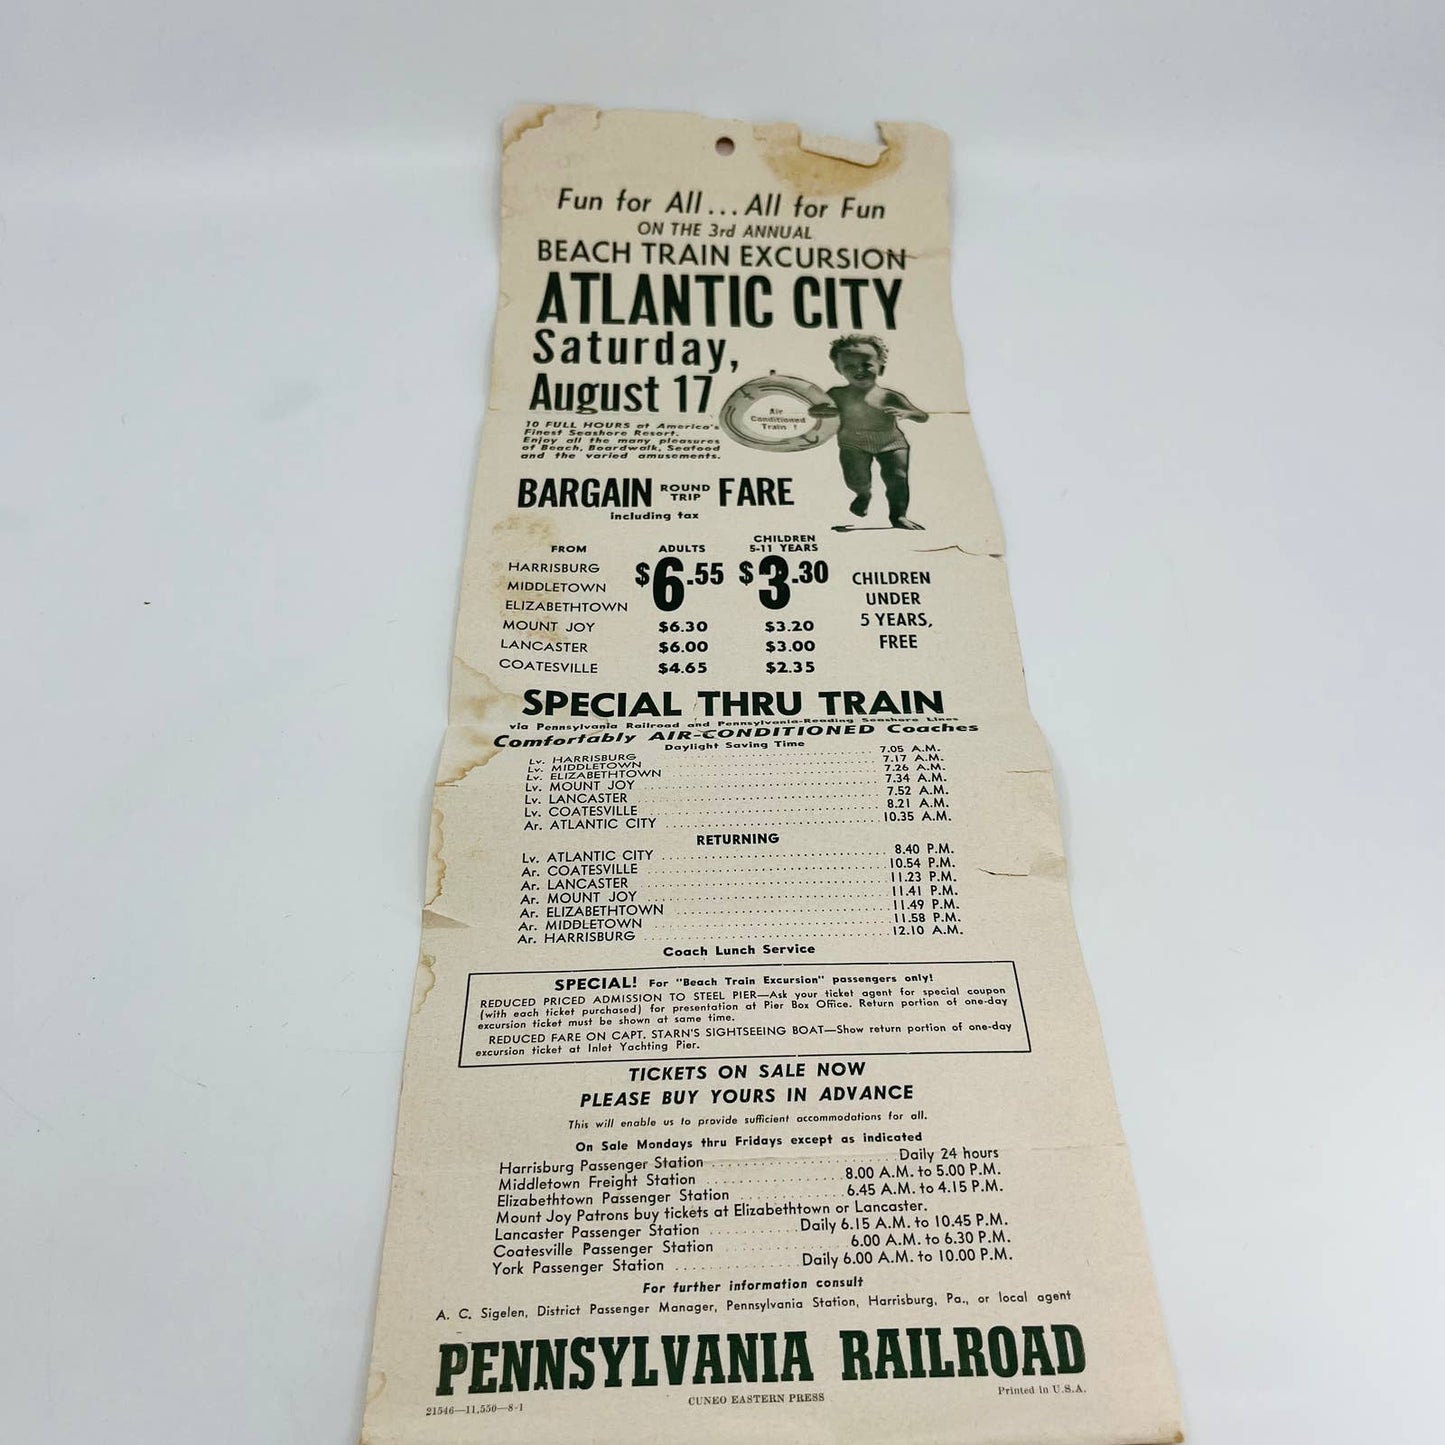 Fun for All...All for Fun
ON THE 3rd ANNUAL
BEACH TRAIN EXCURSION
ATLANTIC CITY
Saturday,
August 17
Air
Conditioned
Train !
10 FULL HOURS of America's
Finest Seashore Resort.
Enjoy all the many pleasures
of Beach, Boardwalk, Seafood
and the varied amusements.
BARGAIN ROUND TRIP FARE
including tax
FROM ADULTS CHILDREN 5-11 YEARS
HARRISBURG
MIDDLETOWN $6.55 $3.30
ELIZABETHTOWN
MOUNT JOY $6.30 $3.20
LANCASTER $6.00 $3.00
COATESVILLE $4.65 $2.35
CHILDREN
UNDER
5 YEARS,
FREE
SPECIAL THRU TRAIN
via Pennsylvania Railroad and Pennsylvania-Reading Seashore Lines
Comfortably AIR-CONDITIONED Coaches
Daylight Saving Time
Lv. HARRISBURG 7.05 A.M.
Lv. MIDDLETOWN 7.17 A.M.
Lv. ELIZABETHTOWN 7.26 A.M.
Lv. MOUNT JOY 7.34 A.M.
Lv. LANCASTER 7.52 A.M.
Lv. COATESVILLE 8.21 A.M.
Ar. ATLANTIC CITY 10.35 A.M.
RETURNING
Lv. ATLANTIC CITY 8.40 P.M.
Ar. COATESVILLE 10.54 P.M.
Ar. LANCASTER 11.23 P.M.
Ar. MOUNT JOY 11.41 P.M.
Ar. ELIZABETHTOWN 11.49 P.M.
Ar. MIDDLETOWN 11.58 P.M.
Ar. HARRISBURG 12.10 A.M.
Coach Lunch Service
SPECIAL! For "Beach Train Excursion" passengers only!
REDUCED PRICED ADMISSION TO STEEL PIER—Ask your ticket agent for special coupon
(with each ticket purchased) for presentation at Pier Box Office. Return portion of one-day
excursion ticket must be shown at same time.
REDUCED FARE ON CAPT. STARN'S SIGHTSEEING BOAT—Show return portion of one-day
excursion ticket at Inlet Yachting Pier.
TICKETS ON SALE NOW
PLEASE BUY YOURS IN ADVANCE
This will enable us to provide sufficient accommodations for all.
On Sale Mondays thru Fridays except as indicated
Harrisburg Passenger Station Daily 24 hours
Middletown Freight Station 8.00 A.M. to 5.00 P.M.
Elizabethtown Passenger Station 6.45 A.M. to 4.15 P.M.
Mount Joy Patrons buy tickets at Elizabethtown or Lancaster.
Lancaster Passenger Station Daily 6.15 A.M. to 10.45 P.M.
Coatesville Passenger Station 6.00 A.M. to 6.30 P.M.
York Passenger Station Daily 6.00 A.M. to 10.00 P.M.
For further information consult
A. C. Sigelen, District Passenger Manager, Pennsylvania Station, Harrisburg, Pa., or local agent
PENNSYLVANIA RAILROAD
21546—11,550—8-1 CUNEO EASTERN PRESS Printed in U.S.A.